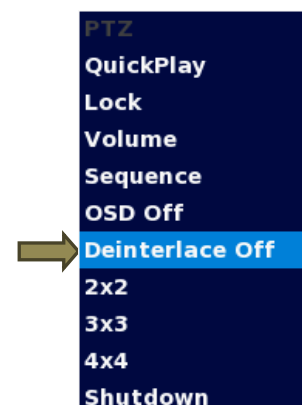 PTZ
QuickPlay
Lock
Volume
Sequence
OSD Off
Deinterlace Off
2x2
3x3
4x4
Shutdown